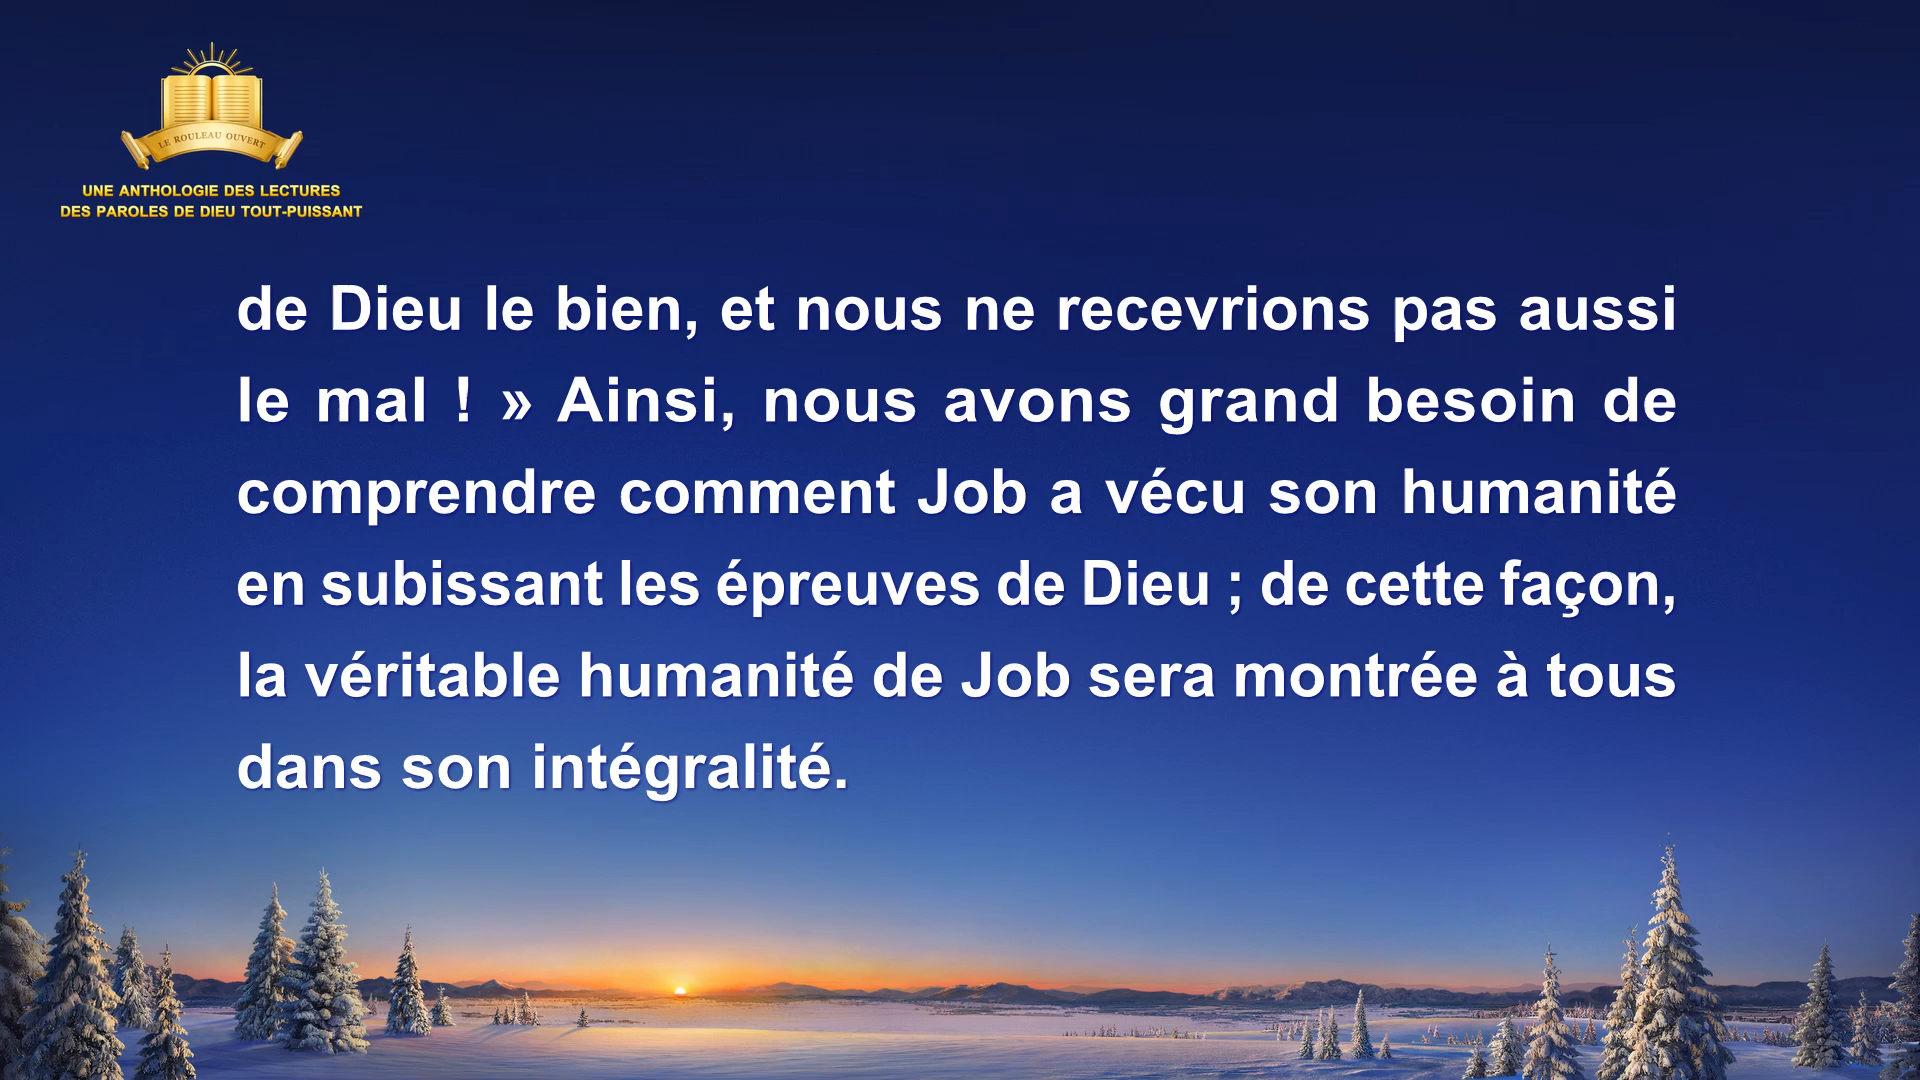 LE ROULEAU OUVERT
UNE ANTHOLOGIE DES LECTURES
DES PAROLES DE DIEU TOUT-PUISSANT
de Dieu le bien, et nous ne recevrions pas aussi
le mal ! » Ainsi, nous avons grand besoin de
comprendre comment Job a vécu son humanité
en subissant les épreuves de Dieu ; de cette façon,
la véritable humanité de Job sera montrée à tous
dans son intégralité.